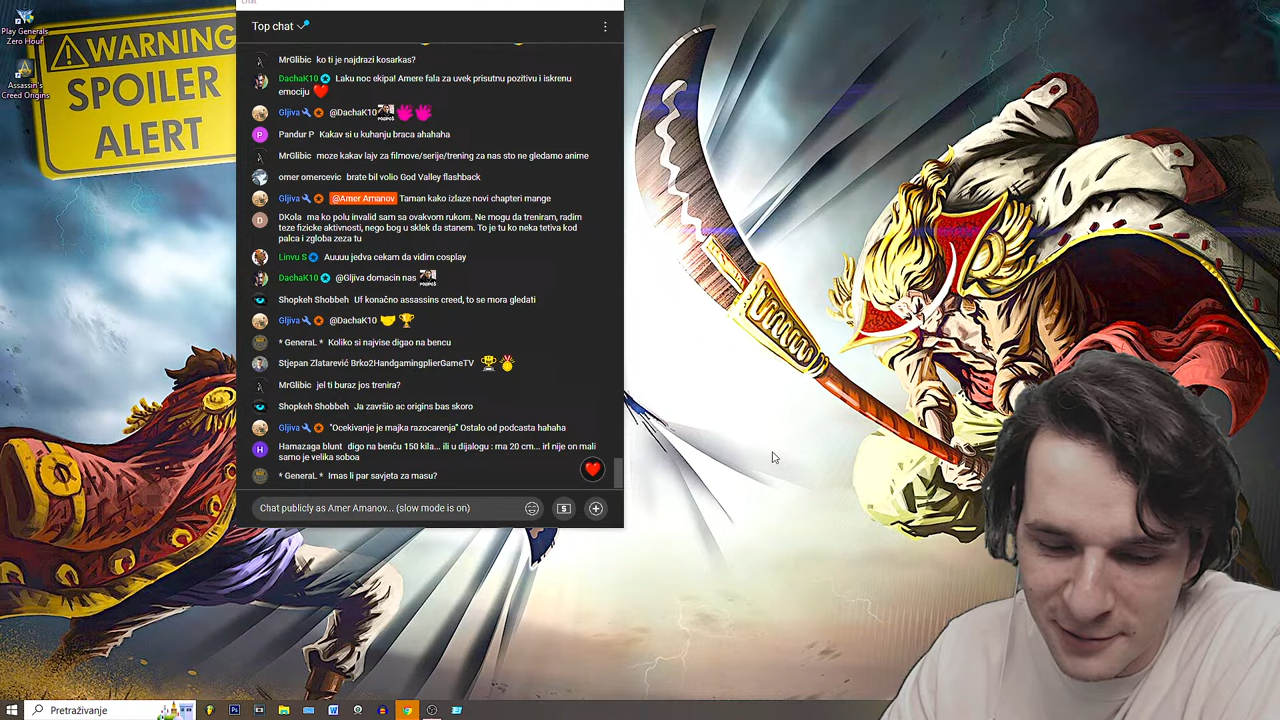 Play Generals
Zero Hour
Assassin's
Creed Origins
WARNING
SPOILER
ALERT
chat
Top chat
MrGlibic ko ti je najdrazi kosarkas?
DachaK10 Laku noc ekipa! Amere fala za uvek prisutnu pozitivu i iskrenu
emociju ❤️
Gljiva @DachaK10
Pandur P Kakav si u kuhanju braca ahahaha
MrGlibic moze kakav lajv za filmove/serije/trening za nas sto ne gledamo anime
omer omercevic brate bil volio God Valley flashback
Gljiva @Amer Amanov Taman kako izlaze novi chapteri mange
DKola ma ko polu invalid sam sa ovakvom rukom. Ne mogu da treniram, radim
teze fizicke aktivnosti, nego bog u sklek da stanem. To je tu ko neka tetiva kod
palca i zgloba zeza tu
Linvu S Auuuu jedva cekam da vidim cosplay
DachaK10 @Gljiva domacin nas
Shopkeh Shobbeh Uf konačno assassins creed, to se mora gledati
Gljiva @DachaK10 🤝 🏆
* GeneraL * Koliko si najvise digao na bencu
Stjepan Zlatarević Brko2HandgamingplierGameTV 🏆 🏅
MrGlibic jel ti buraz jos trenira?
Shopkeh Shobbeh Ja završio ac origins bas skoro
Gljiva "Ocekivanje je majka razocarenja" Ostalo od podcasta hahaha
H
Hamazaga blunt digo na benču 150 kila... ili u dijalogu : ma 20 cm... irl nije on mali
samo je velika soboa
* GeneraL * Imas li par savjeta za masu?
Chat publicly as Amer Amanov... (slow mode is on)
Pretraživanje